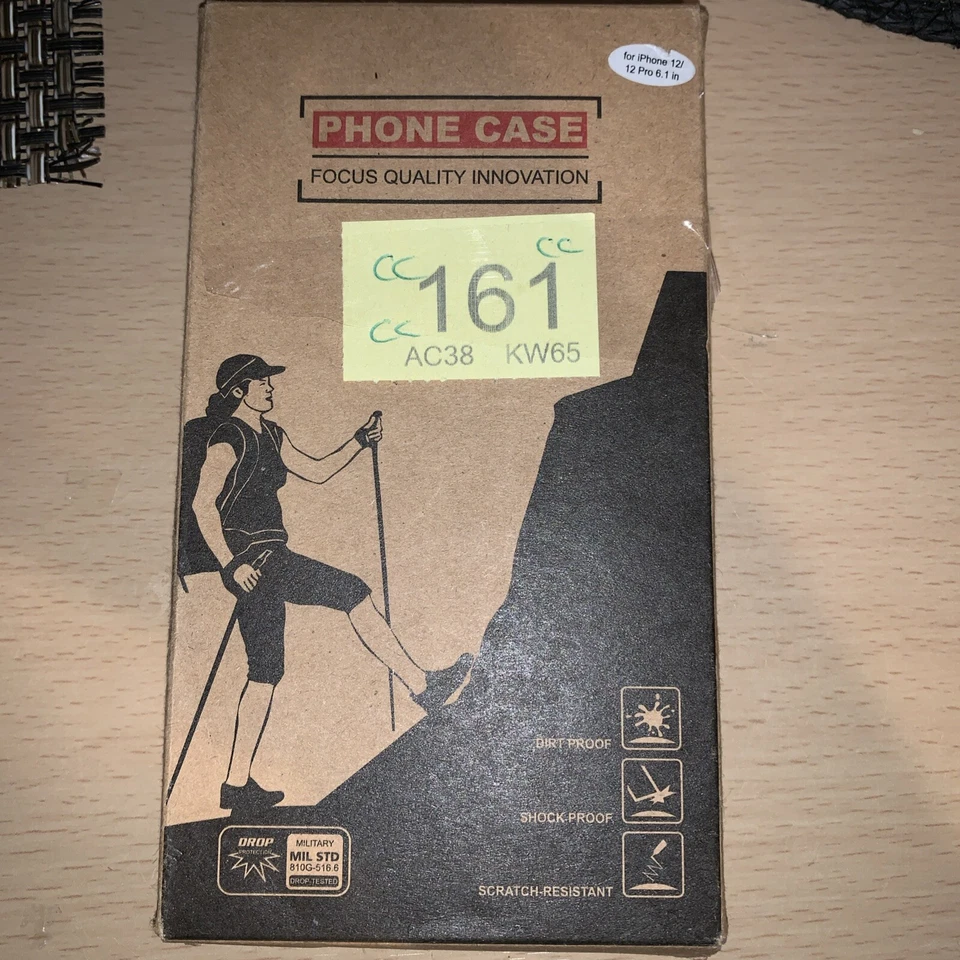 for iPhone 12/
12 Pro 6.1 in
PHONE CASE
FOCUS QUALITY INNOVATION
CC
CC
161
CC
AC38 KW65
DIRT PROOF
SHOCK-PROOF
SCRATCH-RESISTANT
DROP
PROTECTION
MILITARY
MIL STD
810G-516.6
DROP-TESTED